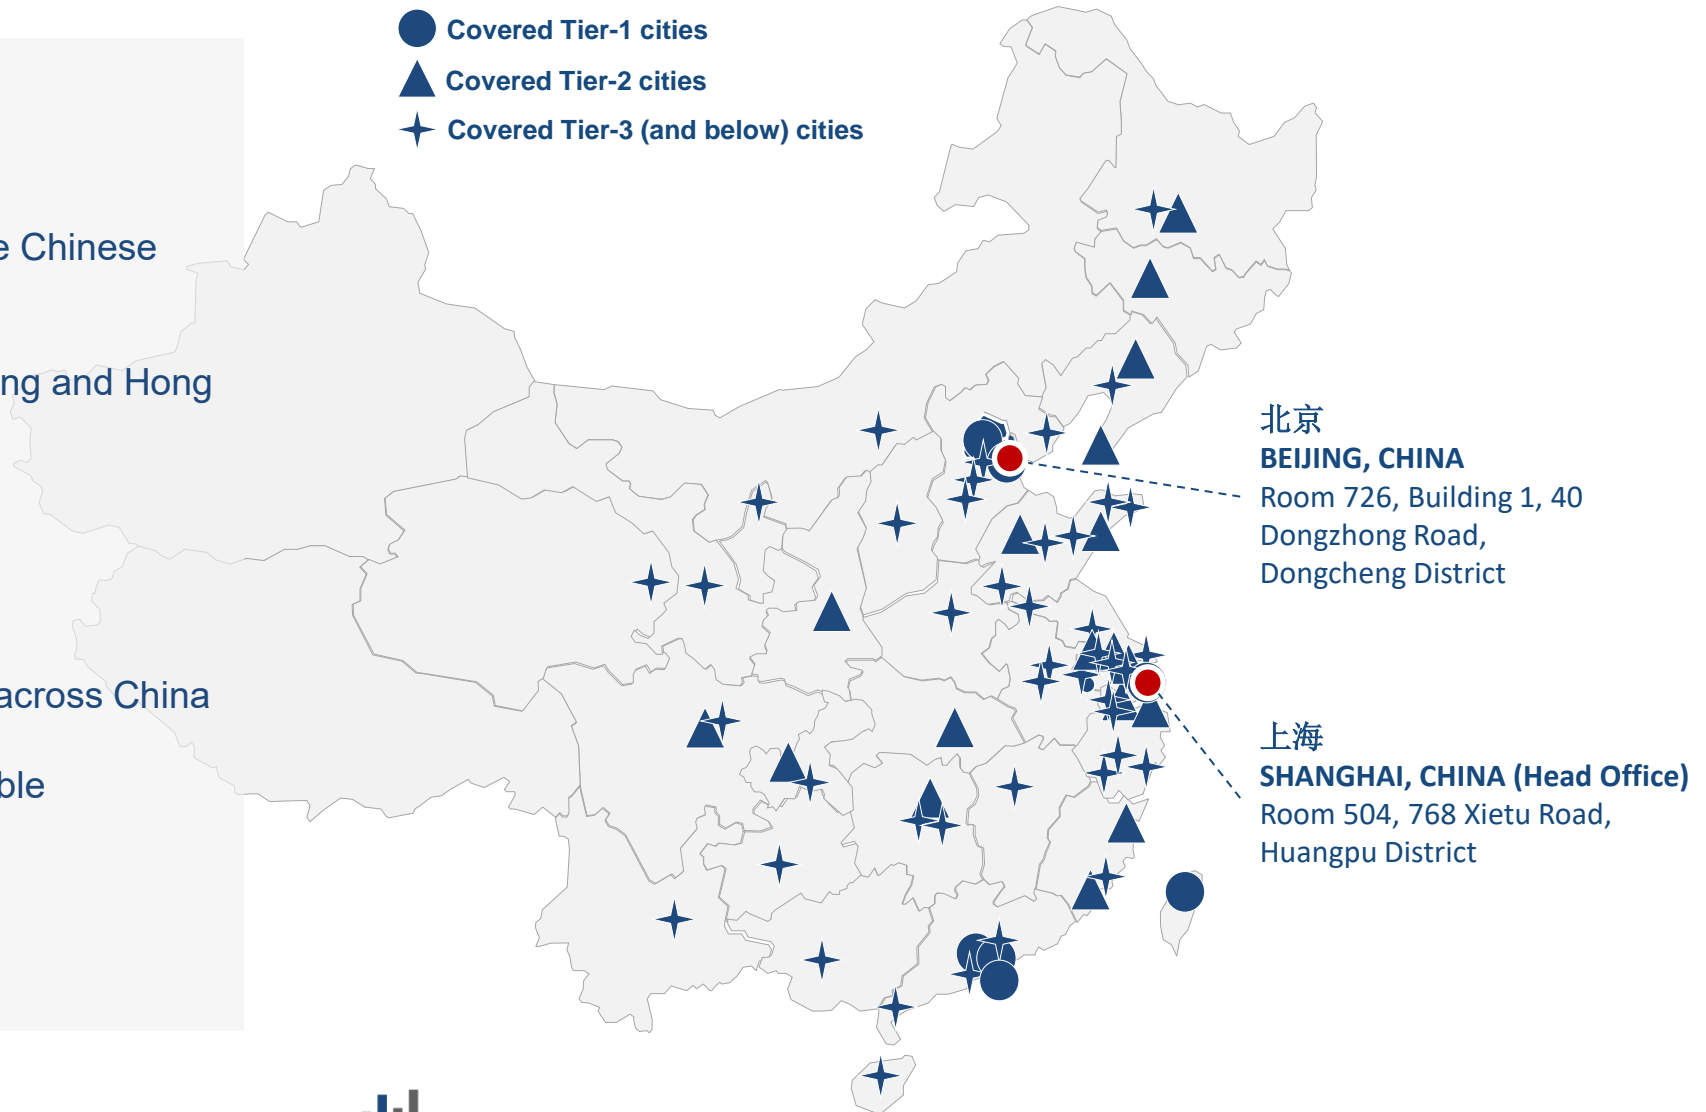 Covered Tier-1 cities
Covered Tier-2 cities
Covered Tier-3 (and below) cities
e Chinese
ng and Hong
across China
ble
北京
BEIJING, CHINA
Room 726, Building 1, 40
Dongzhong Road,
Dongcheng District
上海
SHANGHAI, CHINA (Head Office)
Room 504, 768 Xietu Road,
Huangpu District